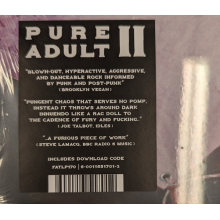 PURE II
ADULT
"BLOWN-OUT, HYPERACTIVE, AGGRESSIVE,
AND DANCEABLE ROCK INFORMED
BY PUNK AND POST-PUNK"
(BROOKLYN VEGAN)
"PUNGENT CHAOS THAT SERVES NO POMP,
INSTEAD IT THROWS AROUND DARK
INNUENDO LIKE A RAG DOLL TO
THE CADENCE OF FURY AND FUCKING."
(JOE TALBOT, IDLES)
"..A FURIOUS PIECE OF WORK"
(STEVE LAMACQ, BBC RADIO 6 MUSIC)
INCLUDES DOWNLOAD CODE
FATLP170